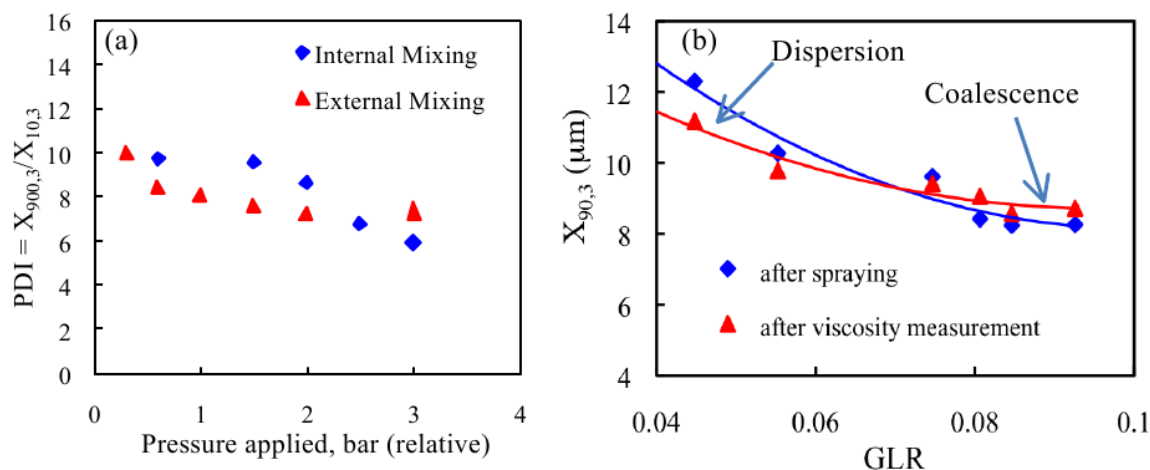 (a)
Internal Mixing
External Mixing
PDI = X900,3/X10,3
16
14
12
10
8
6
4
2
0
0 1 2 3 4
Pressure applied, bar (relative)
(b)
Dispersion
Coalescence
X90,3 (μm)
14
12
10
8
6
4
after spraying
after viscosity measurement
0.04 0.06 0.08 0.1
GLR